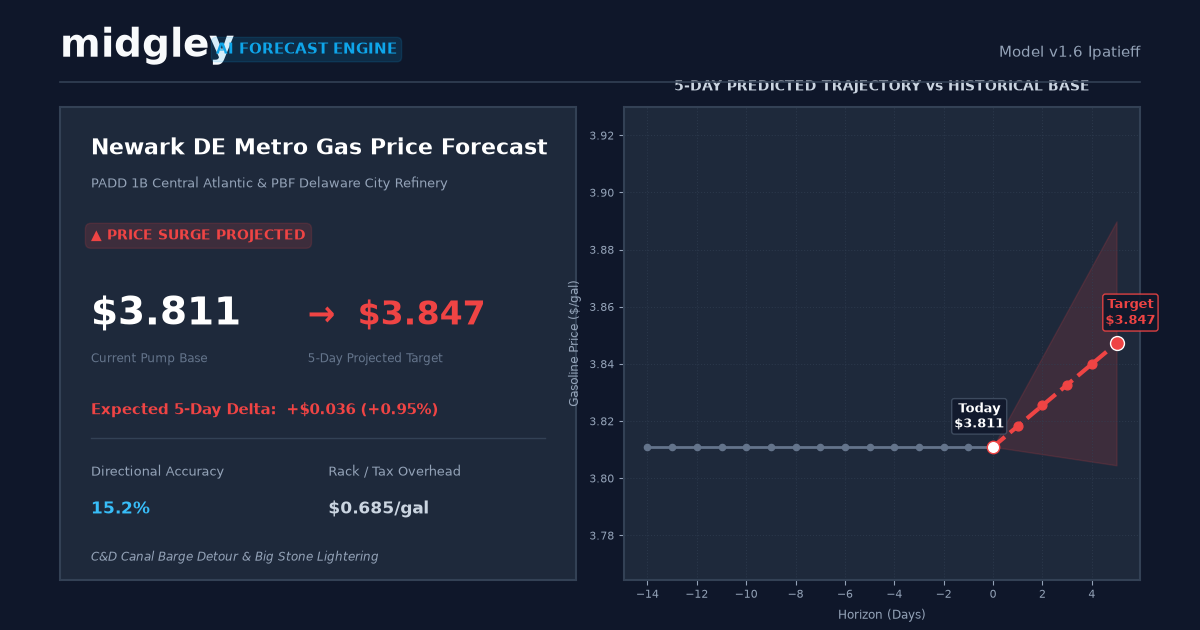 midgley
AI FORECAST ENGINE
Model v1.6 Ipatieff
Newark DE Metro Gas Price Forecast
PADD 1B Central Atlantic & PBF Delaware City Refinery
▲ PRICE SURGE PROJECTED
$3.811
→ $3.847
Current Pump Base
5-Day Projected Target
Expected 5-Day Delta: +$0.036 (+0.95%)
Directional Accuracy
Rack / Tax Overhead
15.2%
$0.685/gal
C&D Canal Barge Detour & Big Stone Lightering
5-DAY PREDICTED TRAJECTORY vs HISTORICAL BASE
Gasoline Price ($/gal)
3.92
3.90
3.88
3.86
3.84
3.82
3.80
3.78
Target
$3.847
Today
$3.811
−14 −12 −10 −8 −6 −4 −2 0 2 4
Horizon (Days)